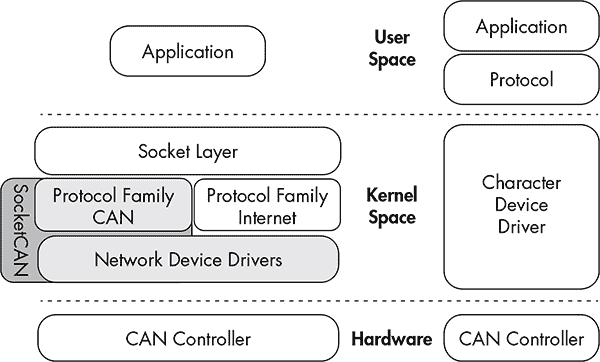 Application
User
Space
Application
Protocol
Socket Layer
SocketCAN
Protocol Family
CAN
Protocol Family
Internet
Network Device Drivers
Kernel
Space
Character
Device
Driver
CAN Controller
Hardware
CAN Controller